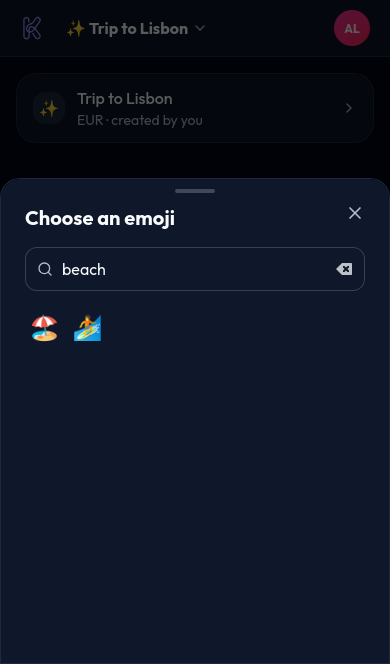 ✨ Trip to Lisbon
AL
Trip to Lisbon
EUR · created by you
Choose an emoji
beach